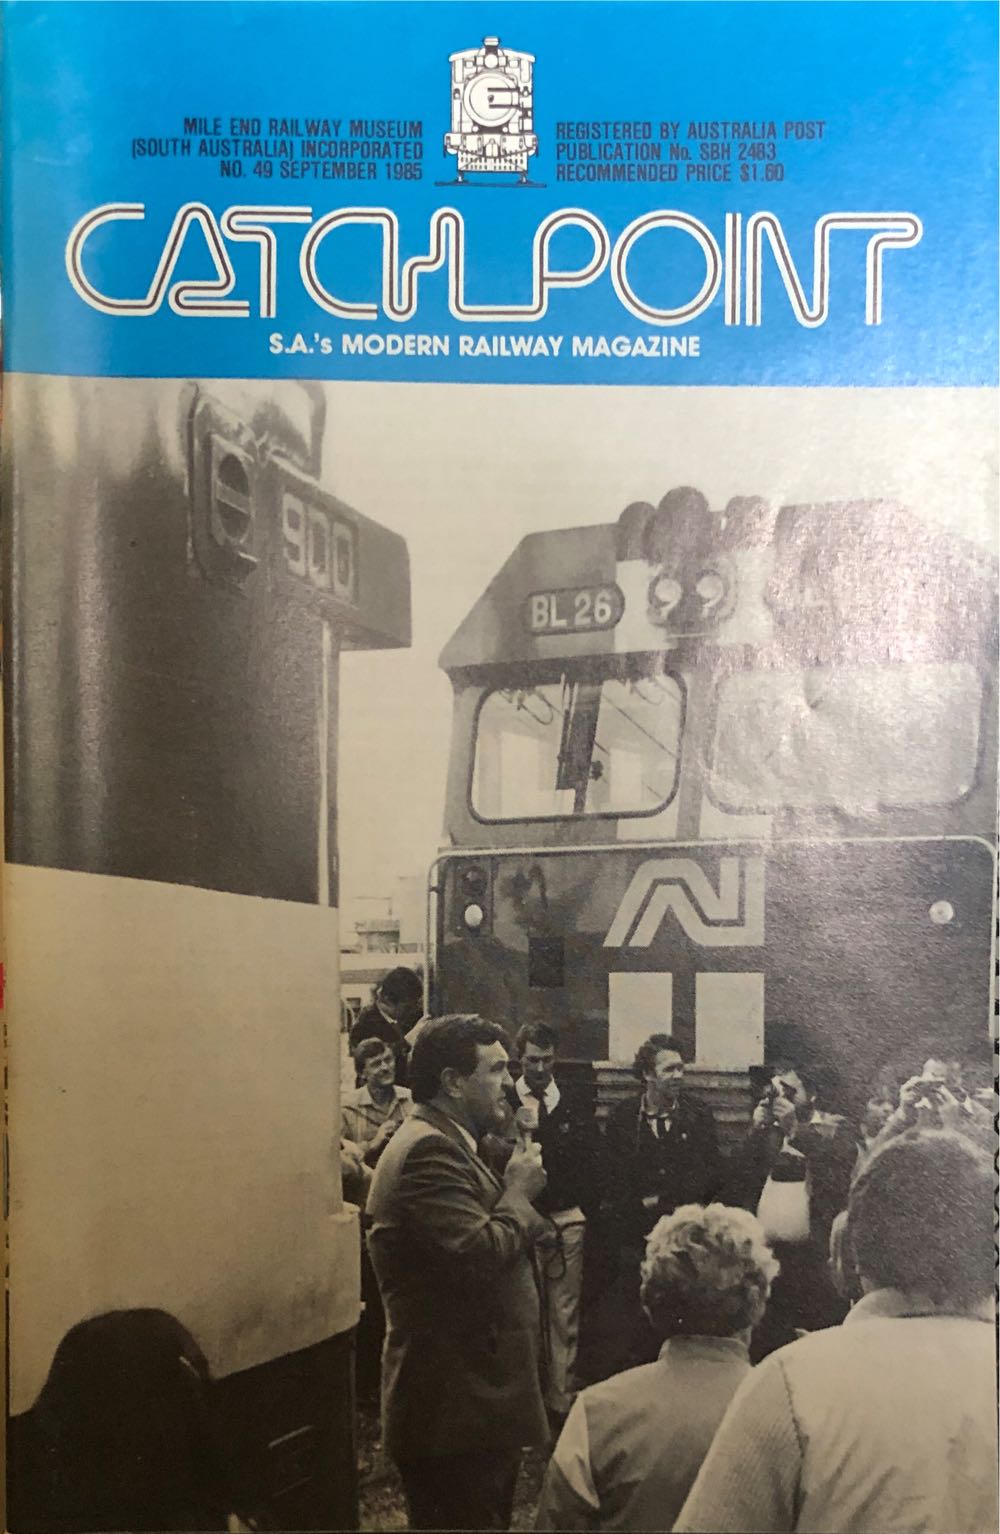 MILE END RAILWAY MUSEUM
(SOUTH AUSTRALIA) INCORPORATED
NO. 49 SEPTEMBER 1985
REGISTERED BY AUSTRALIA POST
PUBLICATION No. SBH 2483
RECOMMENDED PRICE $1.60
CATCHPOINT
S.A.'s MODERN RAILWAY MAGAZINE
900
BL 26
AN